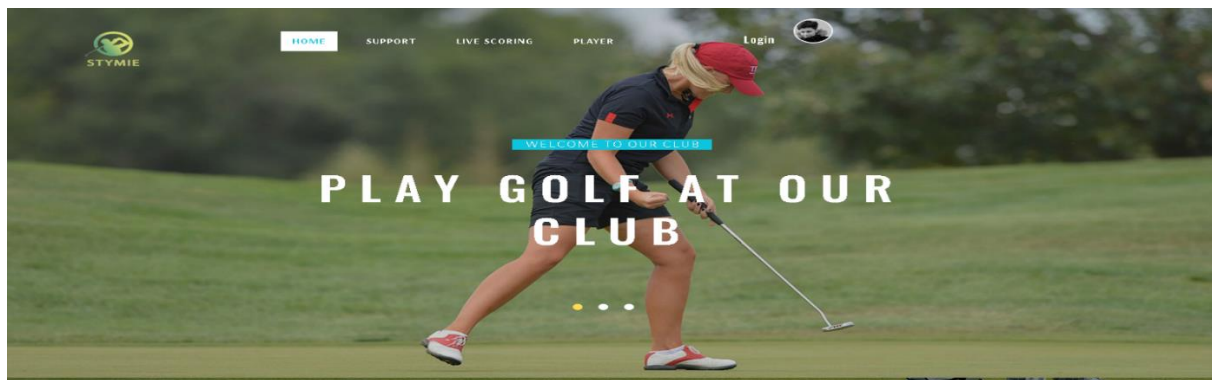 STYMIE
HOME SUPPORT LIVE SCORING PLAYER Login
WELCOME TO OUR CLUB
PLAY GOLF AT OUR
CLUB